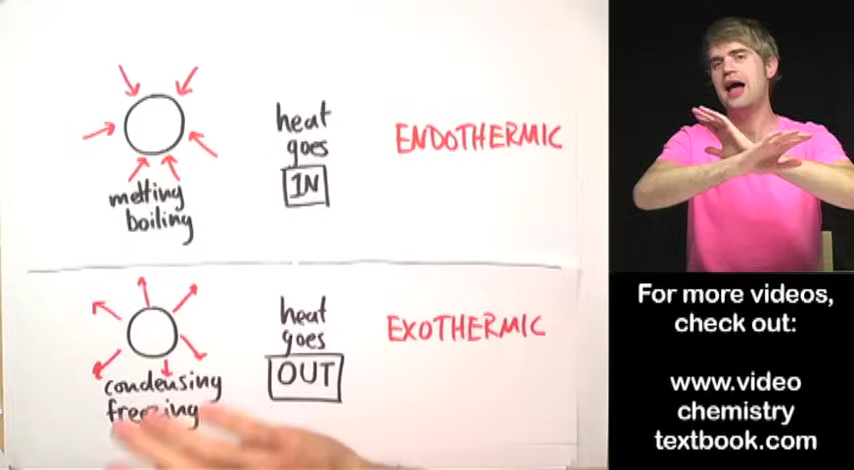 melting
boiling
heat
goes
IN
ENDOTHERMIC
condensing
freezing
heat
goes
OUT
EXOTHERMIC
For more videos,
check out:
www.video
chemistry
textbook.com